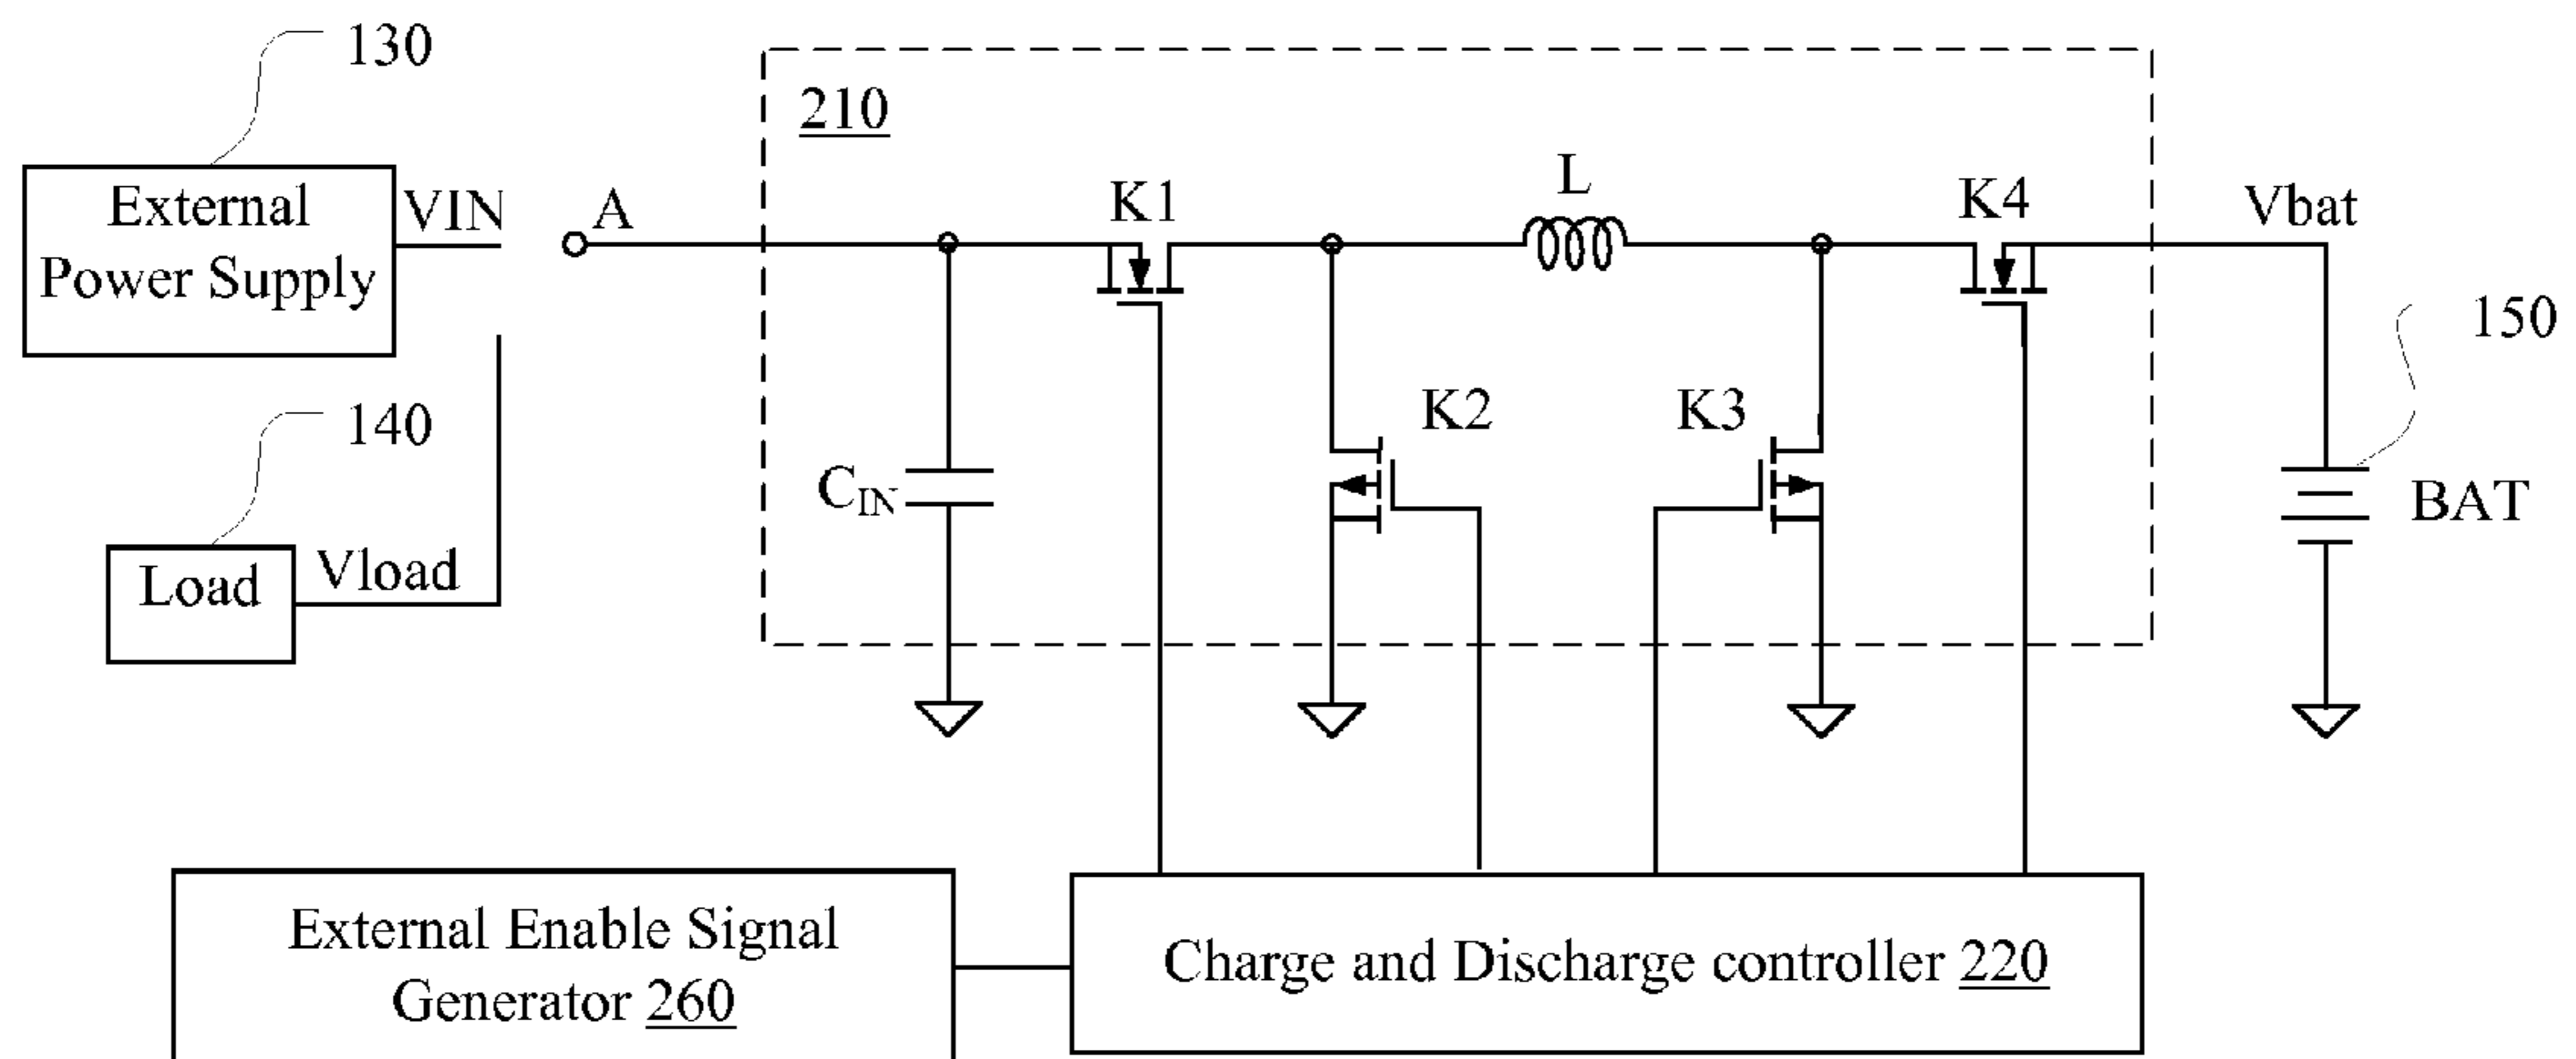 130
210
External
Power Supply
VIN
A
K1
L
K4
Vbat
150
140
K2
K3
C_IN
BAT
Load
Vload
External Enable Signal
Generator 260
Charge and Discharge controller 220